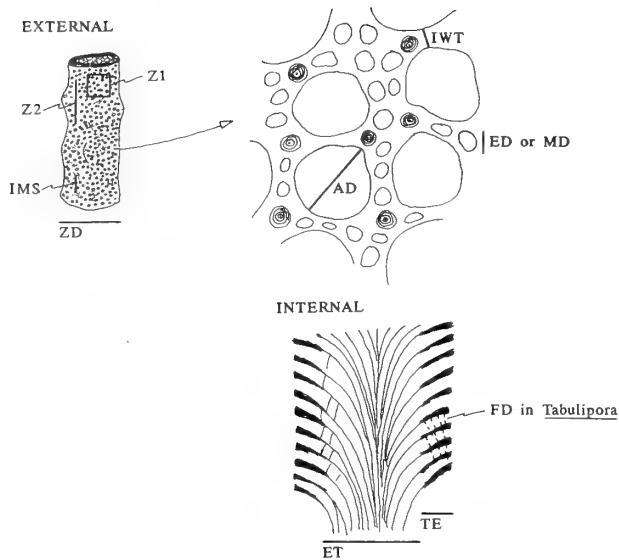 EXTERNAL
Z1
Z2
IMS
ZD
IWT
ED or MD
AD
INTERNAL
FD in Tabulipora
TE
ET